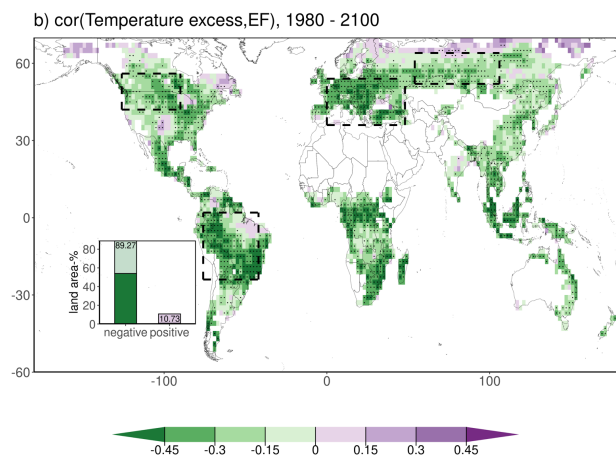 b) cor(Temperature excess,EF), 1980 - 2100
60
30
0
-30
-60
land area-%
80
60
40
20
0
89.27
10.73
negative positive
-100 0 100
-0.45 -0.3 -0.15 0 0.15 0.3 0.45